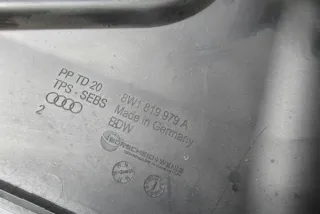 PP TD 20
TPS - SEBS
2
8W1 819 979 A
Made in Germany
BDW